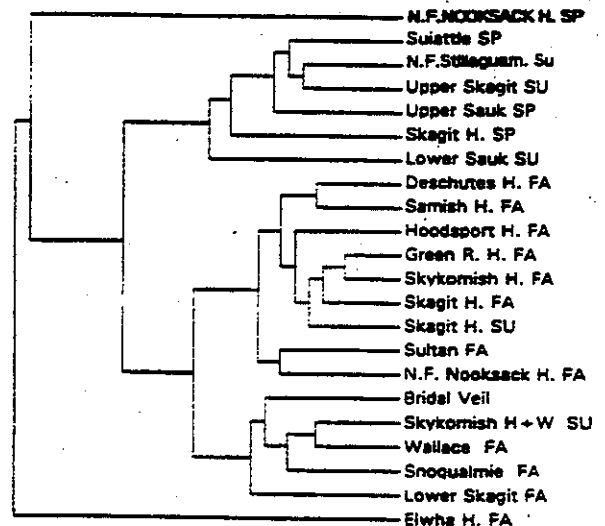 N.F.NOOKSACK H. SP
Suiattle SP
N.F.Stillaguam. Su
Upper Skagit SU
Upper Sauk SP
Skagit H. SP
Lower Sauk SU
Deschutes H. FA
Samish H. FA
Hoodsport H. FA
Green R. H. FA
Skykomish H. FA
Skagit H. FA
Skagit H. SU
Sultan FA
N.F. Nooksack H. FA
Bridal Veil
Skykomish H+W SU
Wallace FA
Snoqualmie FA
Lower Skagit FA
Elwha H. FA